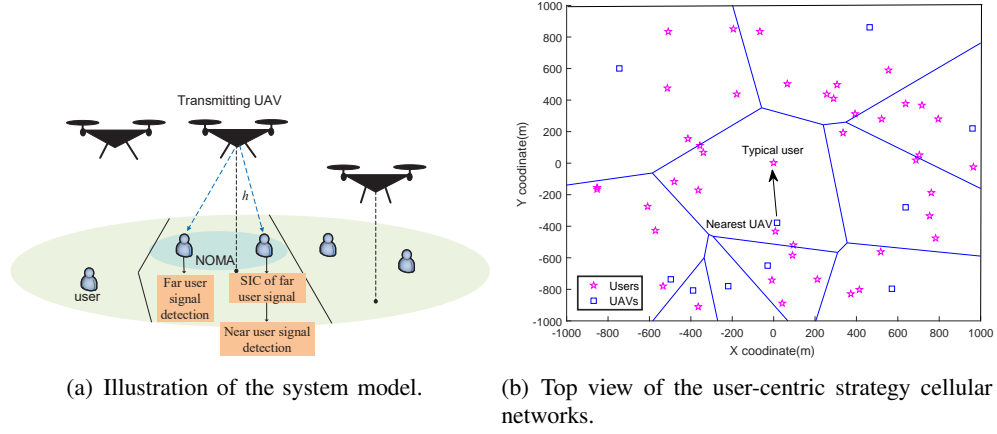 Transmitting UAV
h
NOMA
user
Far user
signal
detection
SIC of far
user signal
Near user signal
detection
(a) Illustration of the system model.
1000
800
600
400
200
0
-200
-400
-600
-800
-1000
Y coodinate(m)
Typical user
Nearest UAV
Users
UAVs
-1000 -800 -600 -400 -200 0 200 400 600 800 1000
X coodinate(m)
(b) Top view of the user-centric strategy cellular
networks.